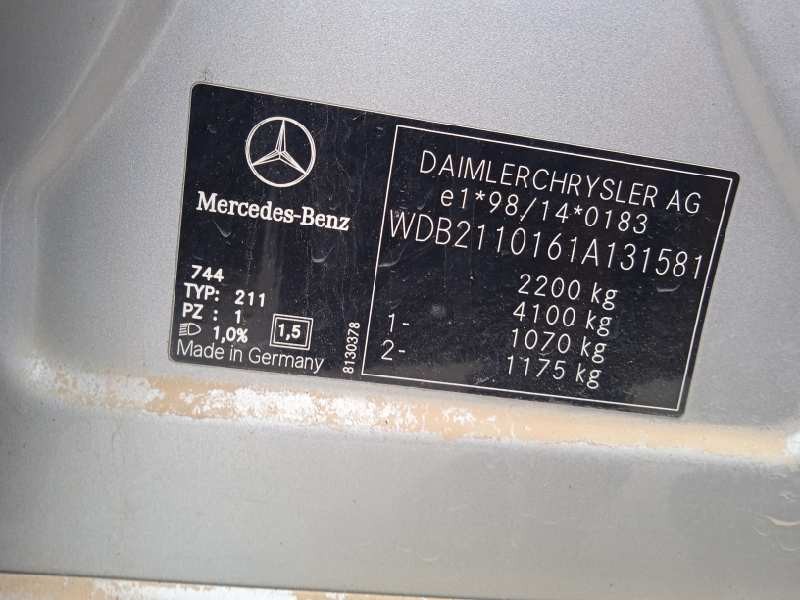 Mercedes-Benz
744
TYP: 211
PZ : 1
1,0%
1,5
Made in Germany
8130378
DAIMLERCHRYSLER AG
e1*98/14*0183
WDB2110161A131581
2200 kg
4100 kg
1- 1070 kg
2- 1175 kg